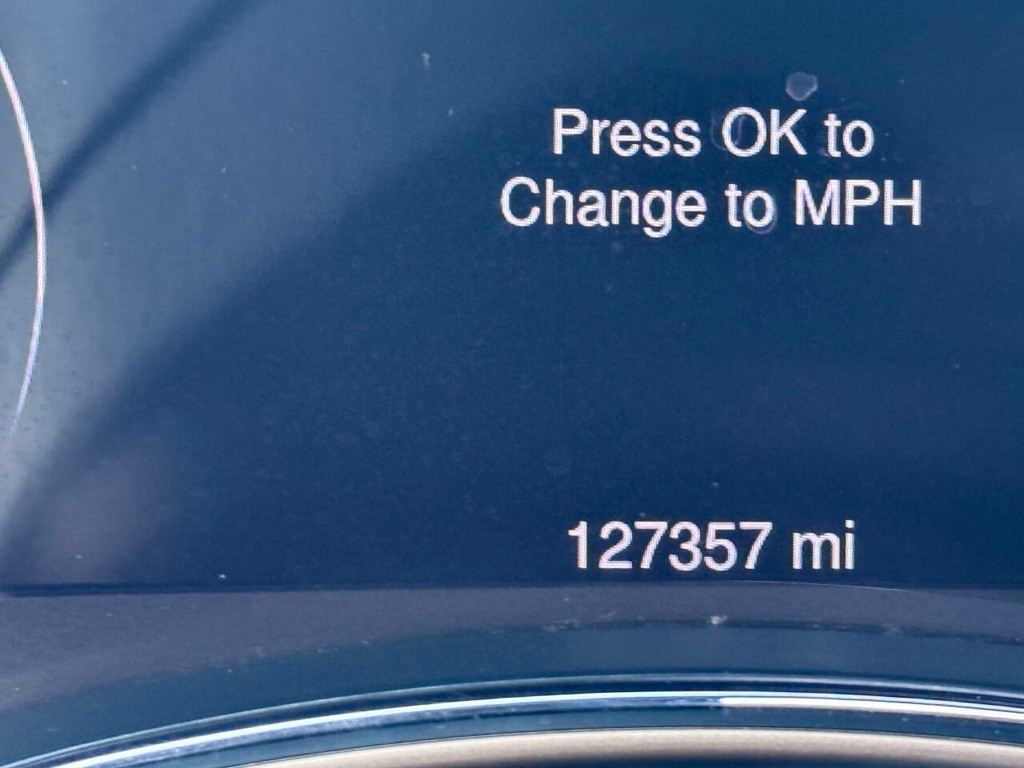 Press OK to
Change to MPH
127357 mi